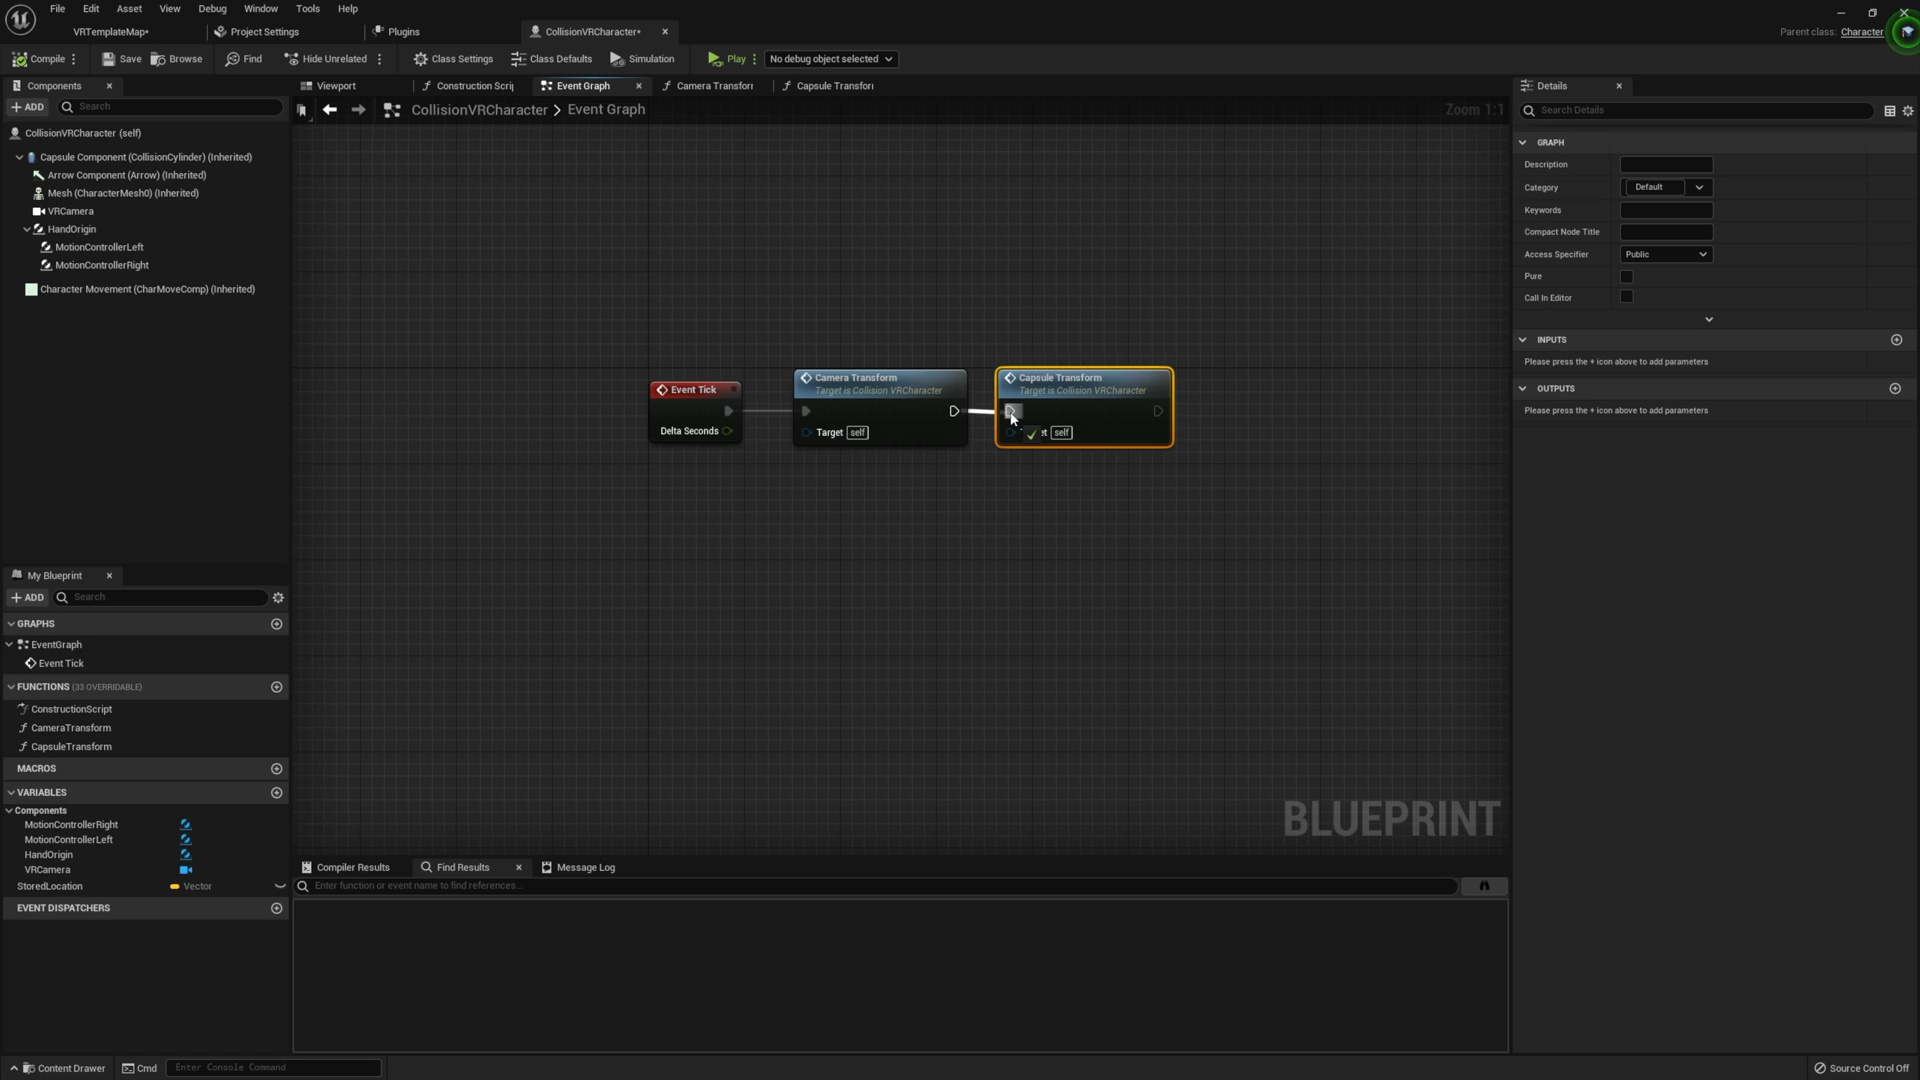 File Edit Asset View Window Tools Help
VRTemplateMap* Project Settings Plugins CollisionVRCharacter*
Parent class: Character
Compile Save Browse Find Hide Unrelated Class Settings Class Defaults Simulation Play No debug object selected
Components
Viewport Construction Scrip Event Graph Camera Transform Capsule Transform
Details
ADD Search
CollisionVRCharacter > Event Graph
Zoom 1:1
Search Details
CollisionVRCharacter (self)
Capsule Component (CollisionCylinder) (Inherited)
Arrow Component (Arrow) (Inherited)
Mesh (CharacterMesh0) (Inherited)
VRCamera
HandOrigin
MotionControllerLeft
MotionControllerRight
Character Movement (CharMoveComp) (Inherited)
GRAPH
Description
Category Default
Keywords
Compact Node Title
Access Specifier Public
Pure
Call In Editor
INPUTS
Please press the + icon above to add parameters
OUTPUTS
Please press the + icon above to add parameters
Event Tick
Delta Seconds
Camera Transform
Target is Collision VRCharacter
Target self
Capsule Transform
Target is Collision VRCharacter
et self
BLUEPRINT
My Blueprint
ADD Search
GRAPHS
EventGraph
Event Tick
FUNCTIONS (33 OVERRIDABLE)
ConstructionScript
CameraTransform
CapsuleTransform
MACROS
VARIABLES
Components
MotionControllerRight
MotionControllerLeft
HandOrigin
VRCamera
StoredLocation Vector
EVENT DISPATCHERS
Compiler Results Find Results Message Log
Enter function or event name to find references...
Content Drawer Cmd Enter Console Command
Source Control Off